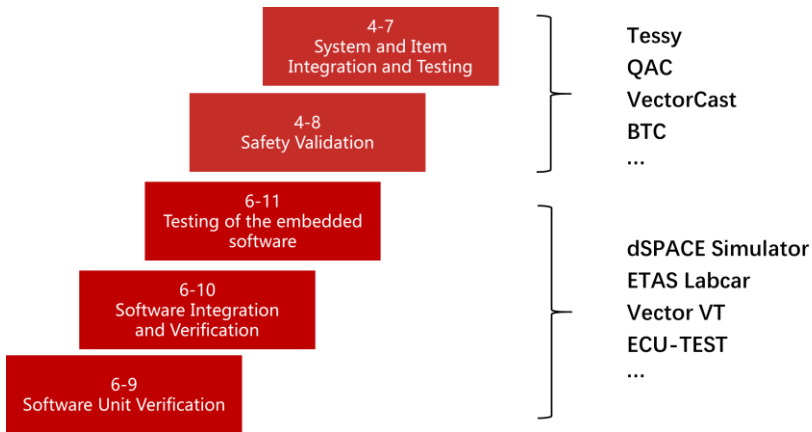 4-7
System and Item
Integration and Testing
4-8
Safety Validation
6-11
Testing of the embedded
software
6-10
Software Integration
and Verification
6-9
Software Unit Verification
Tessy
QAC
VectorCast
BTC
...
dSPACE Simulator
ETAS Labcar
Vector VT
ECU-TEST
...